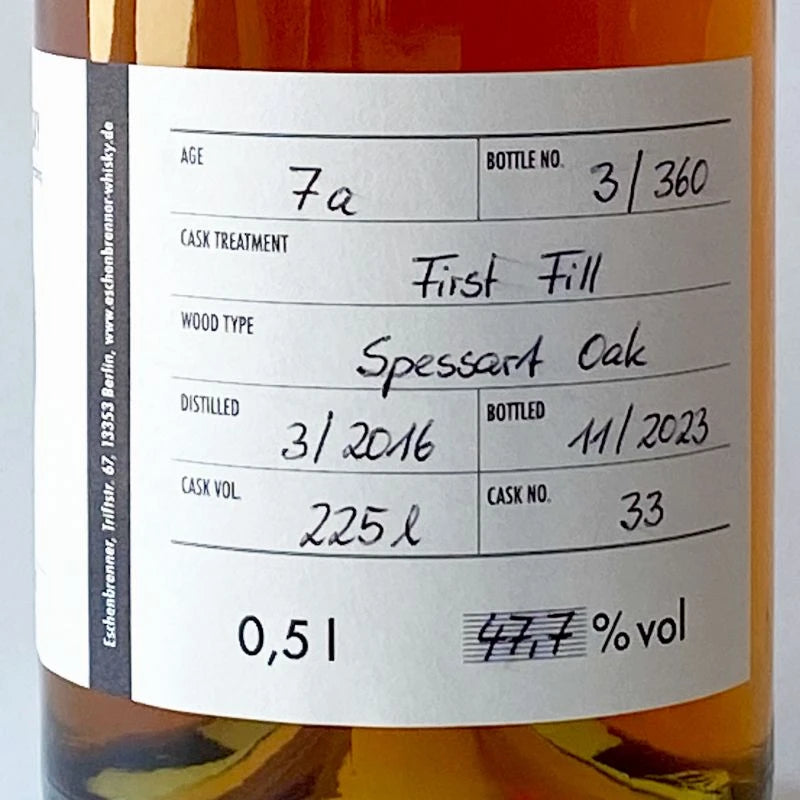 Eschenbrenner, Triftstr. 67, 13353 Berlin, www.eschenbrenner-whisky.de
AGE 7a BOTTLE NO. 3/360
CASK TREATMENT
First Fill
WOOD TYPE
Spessart Oak
DISTILLED 3/2016 BOTTLED 11/2023
CASK VOL. 225 l CASK NO. 33
0,5 l 47,7 % vol